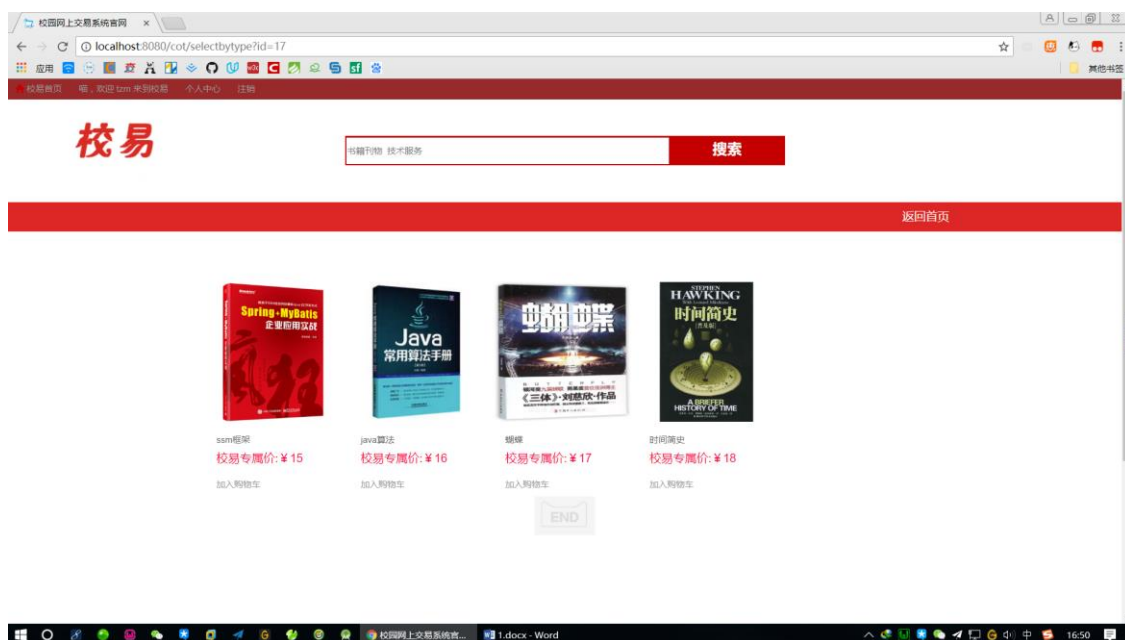 校园网上交易系统官网
localhost:8080/cot/selectbytype?id=17
应用
其他书签
校易首页 喵，欢迎 tzm 来到校易 个人中心 注销
校易
书籍刊物 技术服务 搜索
返回首页
Spring+MyBatis
企业应用实战
疯狂
Java
常用算法手册
蝴蝶
BUTTERFLY
《三体》·刘慈欣·作品
STEPHEN
HAWKING
时间简史
A BRIEFER
HISTORY OF TIME
ssm框架 java算法 蝴蝶 时间简史
校易专属价:¥ 15 校易专属价:¥ 16 校易专属价:¥ 17 校易专属价:¥ 18
加入购物车 加入购物车 加入购物车 加入购物车
END
校园网上交易系统官... 1.docx - Word 中 16:50